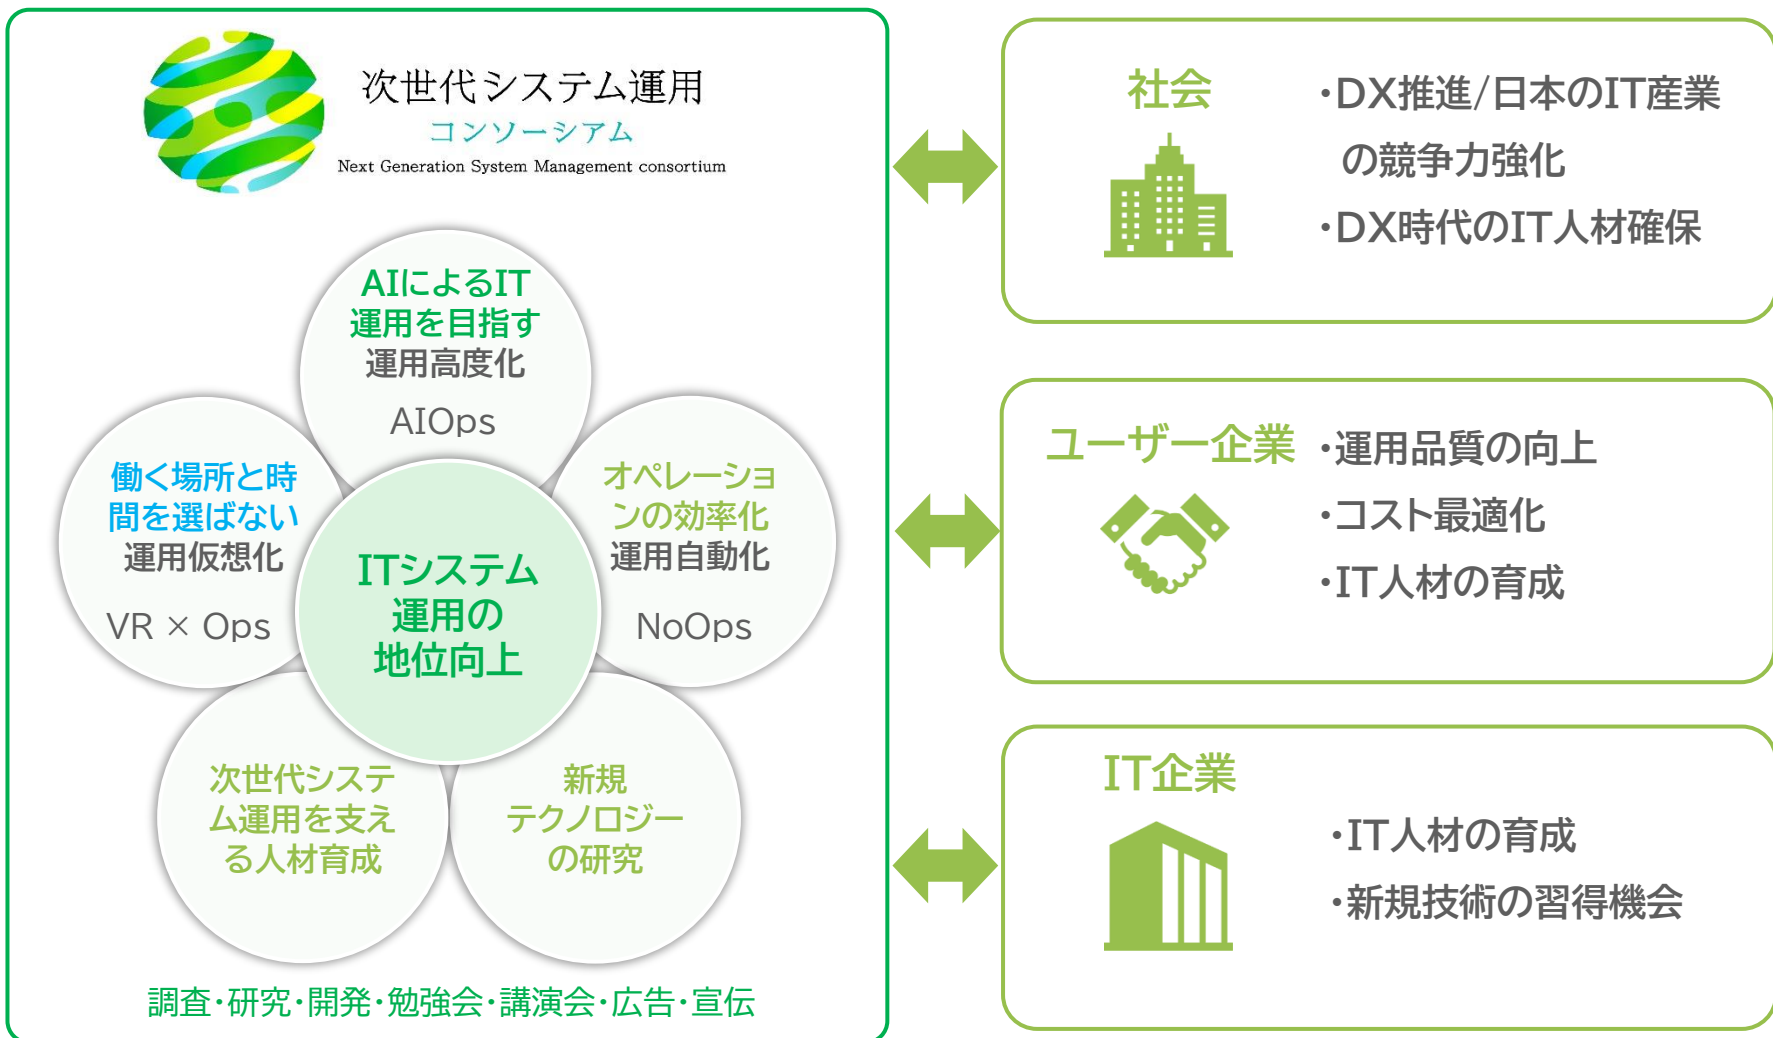 次世代システム運用
コンソーシアム
Next Generation System Management consortium
AIによるIT
運用を目指す
運用高度化
AIOps
働く場所と時
間を選ばない
運用仮想化
VR × Ops
オペレーショ
ンの効率化
運用自動化
NoOps
ITシステム
運用の
地位向上
次世代システ
ム運用を支え
る人材育成
新規
テクノロジー
の研究
調査・研究・開発・勉強会・講演会・広告・宣伝
社会
・DX推進/日本のIT産業
の競争力強化
・DX時代のIT人材確保
ユーザー企業
・運用品質の向上
・コスト最適化
・IT人材の育成
IT企業
・IT人材の育成
・新規技術の習得機会